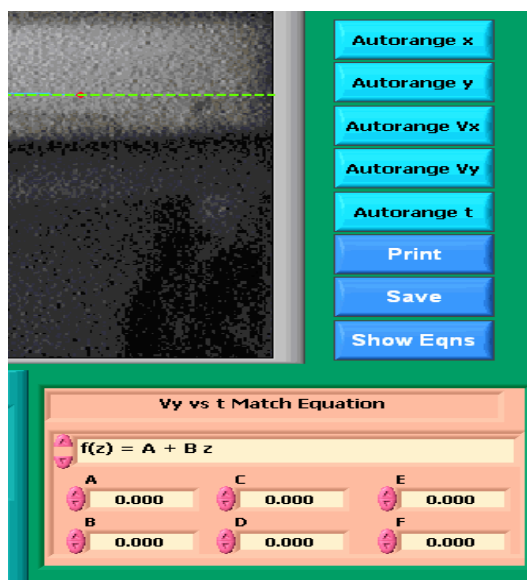 Autorange x
Autorange y
Autorange Vx
Autorange Vy
Autorange t
Print
Save
Show Eqns
Vy vs t Match Equation
f(z) = A + B z
A C E
0.000 0.000 0.000
B D F
0.000 0.000 0.000